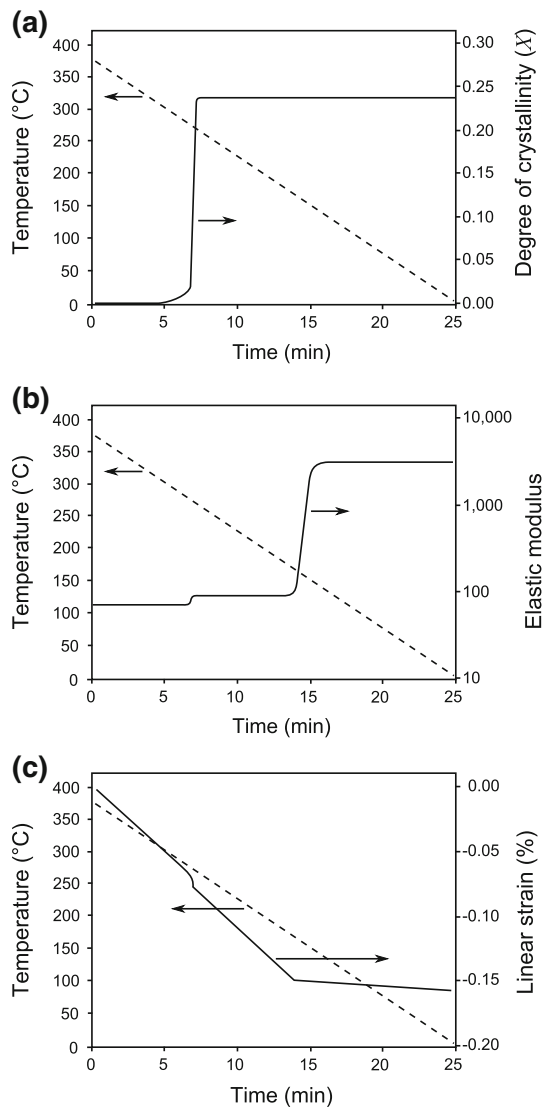 (a)
400
350
300
250
200
150
100
50
0
Temperature (°C)
0.30
0.25
0.20
0.15
0.10
0.05
0.00
Degree of crystallinity (X)
0 5 10 15 20 25
Time (min)
(b)
400
350
300
250
200
150
100
50
0
Temperature (°C)
10,000
1,000
100
10
Elastic modulus
0 5 10 15 20 25
Time (min)
(c)
400
350
300
250
200
150
100
50
0
Temperature (°C)
0.00
-0.05
-0.10
-0.15
-0.20
Linear strain (%)
0 5 10 15 20 25
Time (min)